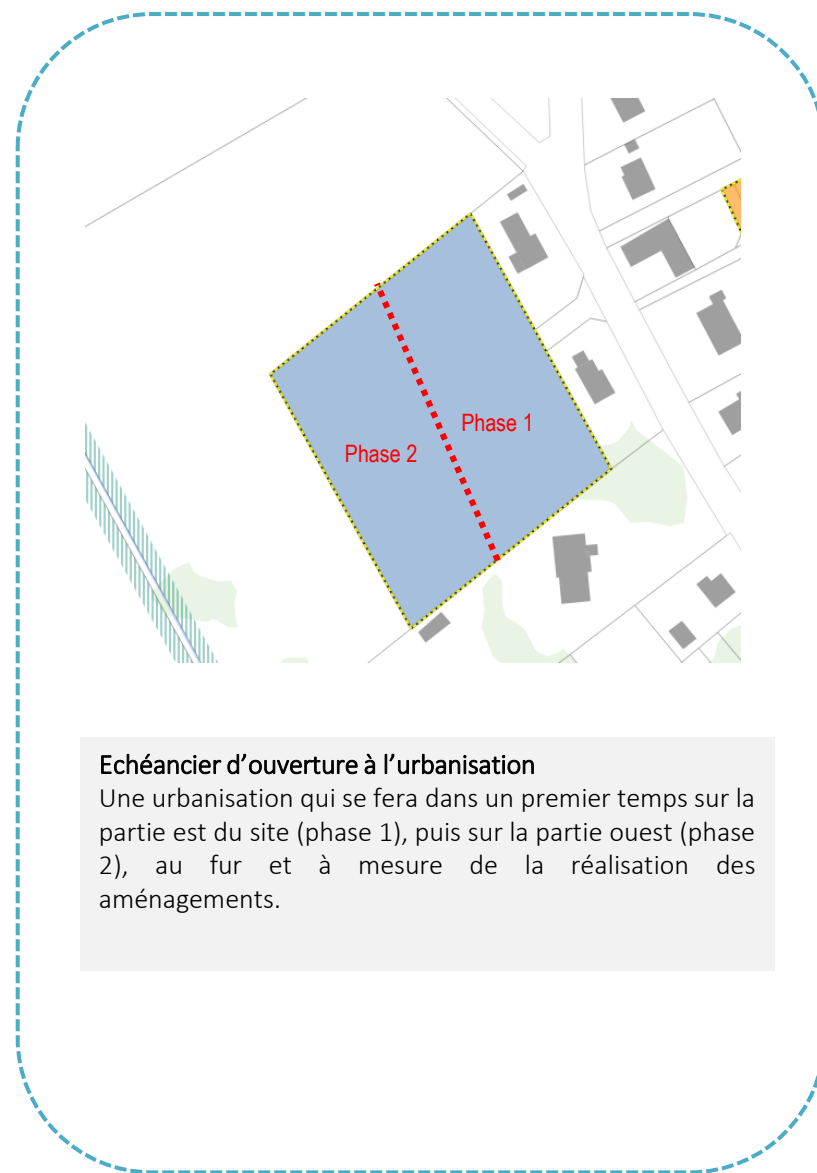 Phase 1
Phase 2
Echéancier d’ouverture à l’urbanisation
Une urbanisation qui se fera dans un premier temps sur la
partie est du site (phase 1), puis sur la partie ouest (phase
2), au fur et à mesure de la réalisation des
aménagements.